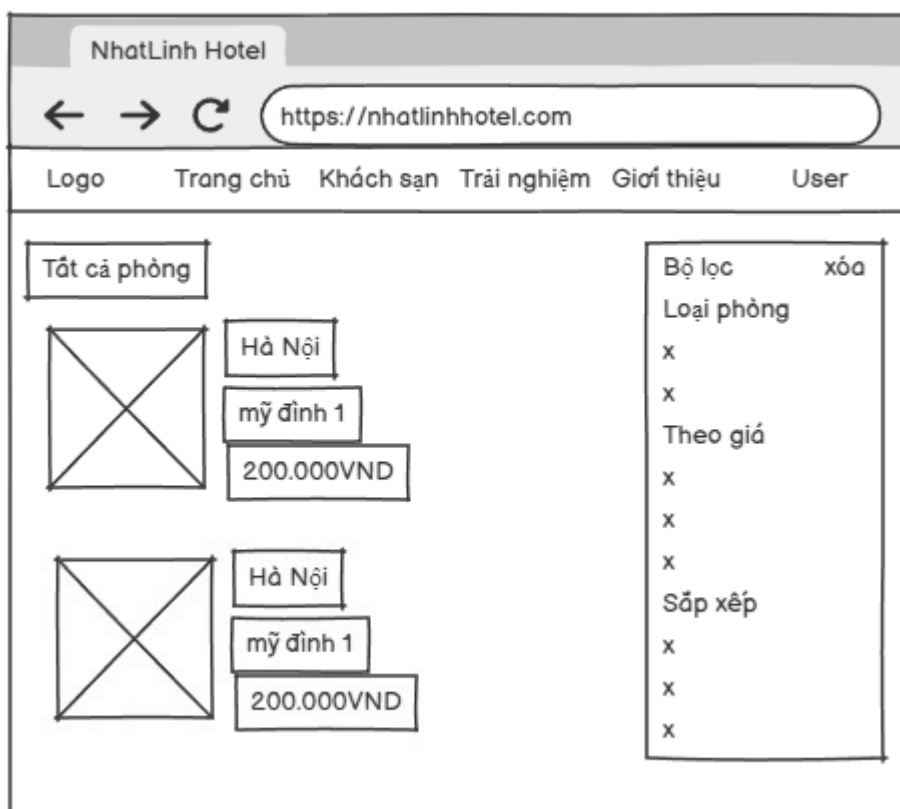 NhatLinh Hotel
https://nhatlinhhotel.com
Logo Trang chủ Khách sạn Trải nghiệm Giới thiệu User
Tất cả phòng
Hà Nội
mỹ đình 1
200.000VND
Hà Nội
mỹ đình 1
200.000VND
Bộ lọc xóa
Loại phòng
x
x
Theo giá
x
x
x
Sắp xếp
x
x
x